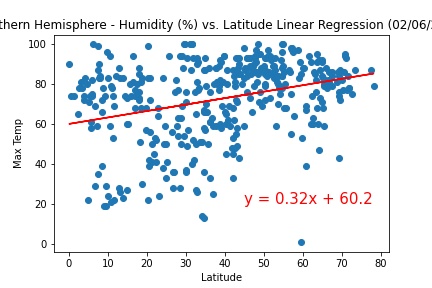 thern Hemisphere - Humidity (%) vs. Latitude Linear Regression (02/06/
100
80
60
40
20
0
Max Temp
y = 0.32x + 60.2
0 10 20 30 40 50 60 70 80
Latitude